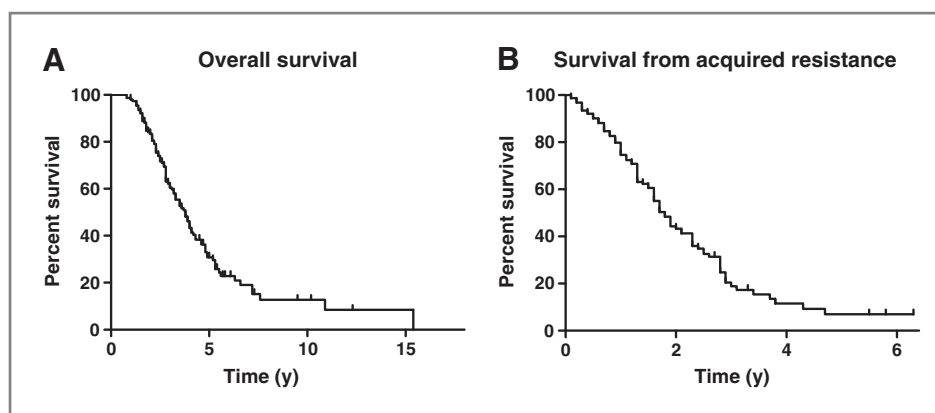 A Overall survival
100
80
60
40
20
0
Percent survival
0 5 10 15
Time (y)
B Survival from acquired resistance
100
80
60
40
20
0
Percent survival
0 2 4 6
Time (y)